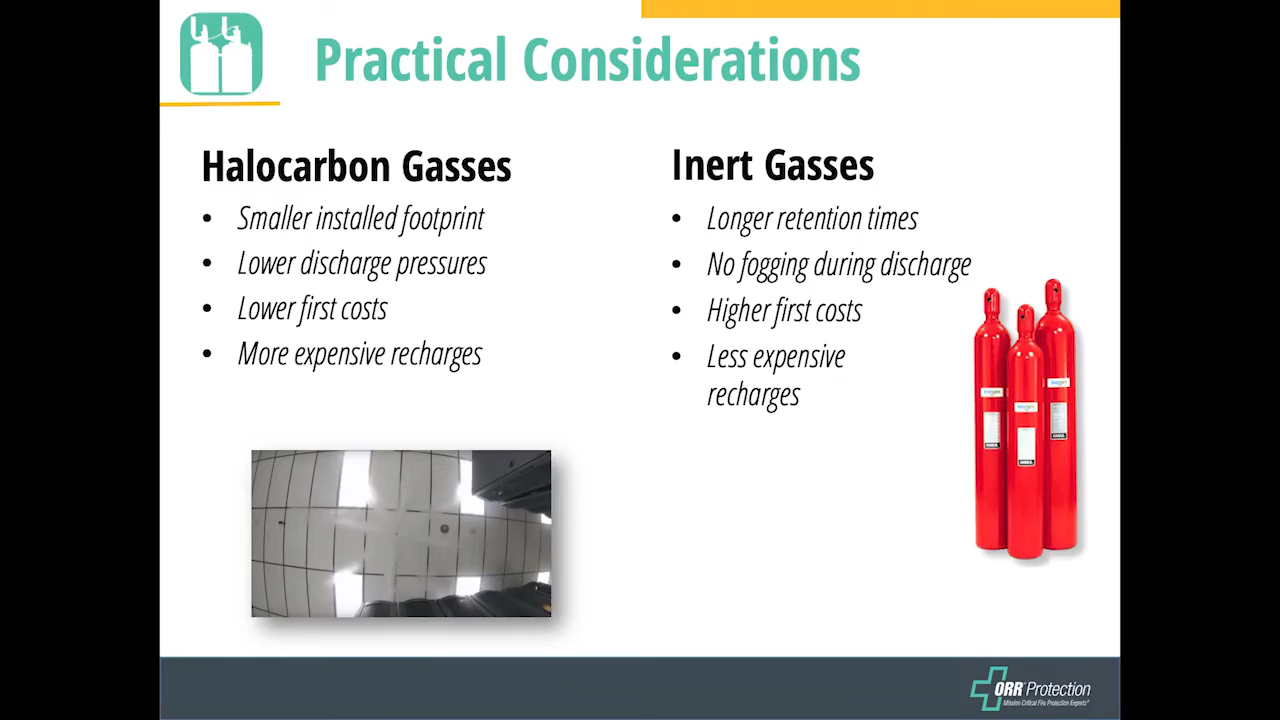 Practical Considerations
Halocarbon Gasses
• Smaller installed footprint
• Lower discharge pressures
• Lower first costs
• More expensive recharges
Inert Gasses
• Longer retention times
• No fogging during discharge
• Higher first costs
• Less expensive
recharges
ORR Protection
Mission Critical Fire Protection Experts